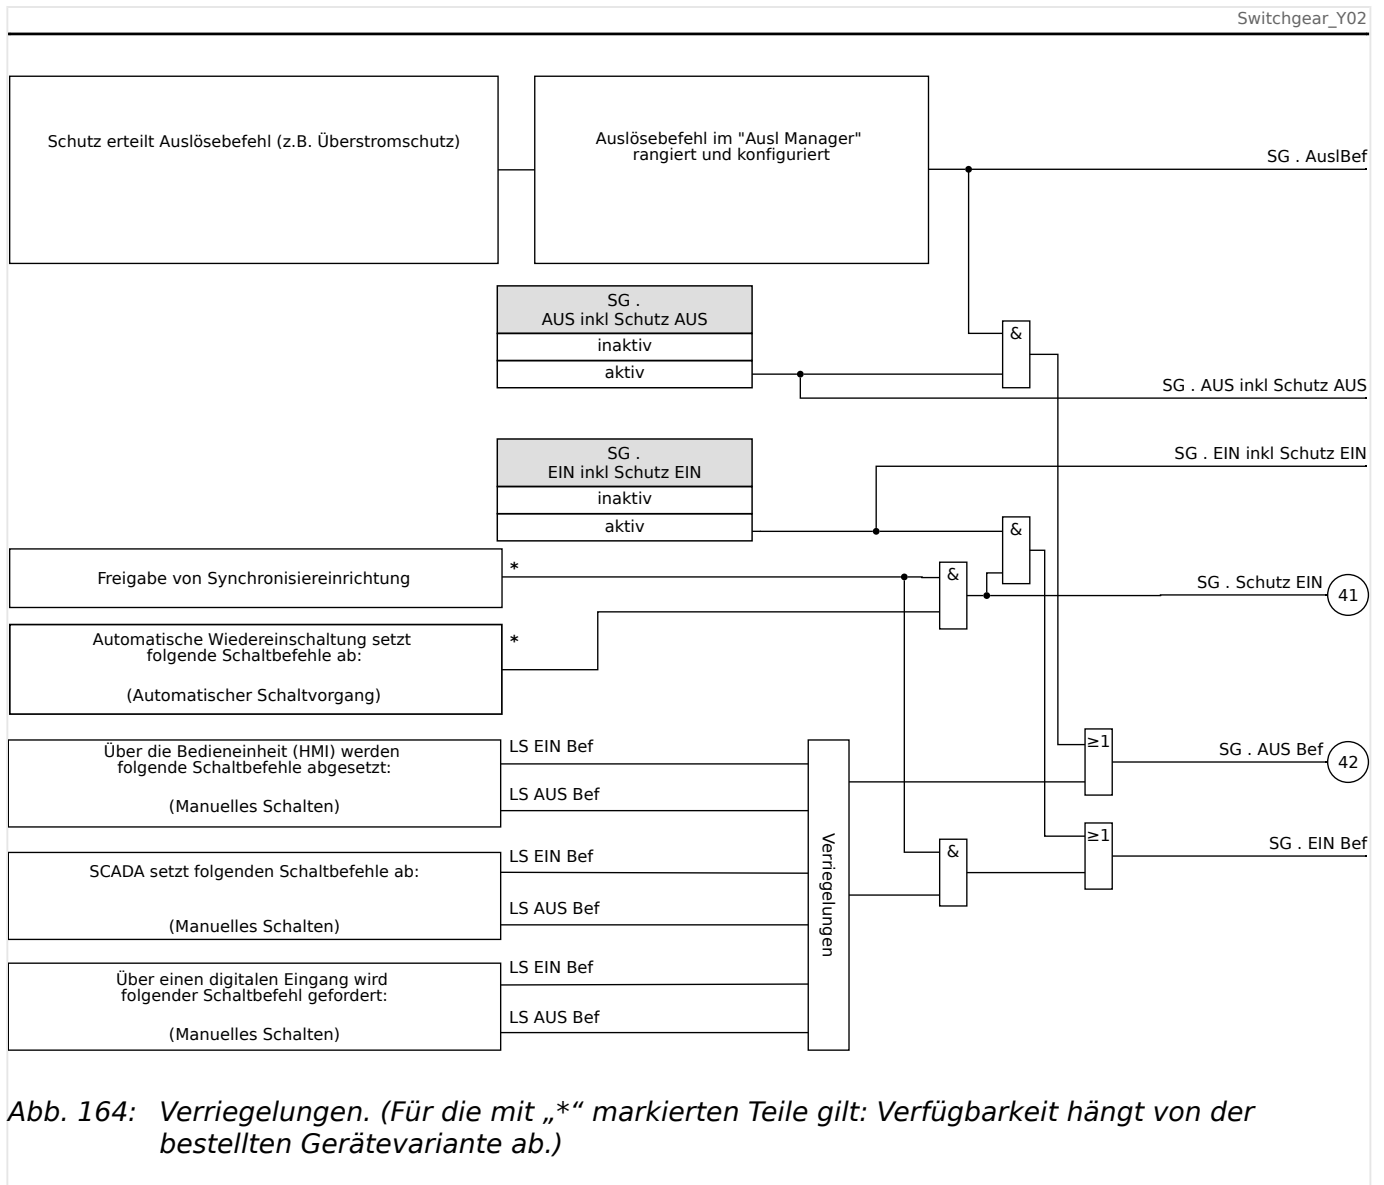 Switchgear_Y02
Schutz erteilt Auslösebefehl (z.B. Überstromschutz)
Auslösebefehl im "Ausl Manager"
rangiert und konfiguriert
SG . AuslBef
SG .
AUS inkl Schutz AUS
inaktiv
aktiv
&
SG . AUS inkl Schutz AUS
SG .
EIN inkl Schutz EIN
inaktiv
aktiv
SG . EIN inkl Schutz EIN
&
Freigabe von Synchronisiereinrichtung
*
&
SG . Schutz EIN
41
Automatische Wiedereinschaltung setzt
folgende Schaltbefehle ab:
(Automatischer Schaltvorgang)
*
Über die Bedieneinheit (HMI) werden
folgende Schaltbefehle abgesetzt:
(Manuelles Schalten)
LS EIN Bef
LS AUS Bef
≥1
SG . AUS Bef
42
SCADA setzt folgenden Schaltbefehle ab:
(Manuelles Schalten)
LS EIN Bef
LS AUS Bef
Verriegelungen
&
≥1
SG . EIN Bef
Über einen digitalen Eingang wird
folgender Schaltbefehl gefordert:
(Manuelles Schalten)
LS EIN Bef
LS AUS Bef
Abb. 164: Verriegelungen. (Für die mit „*“ markierten Teile gilt: Verfügbarkeit hängt von der
bestellten Gerätevariante ab.)